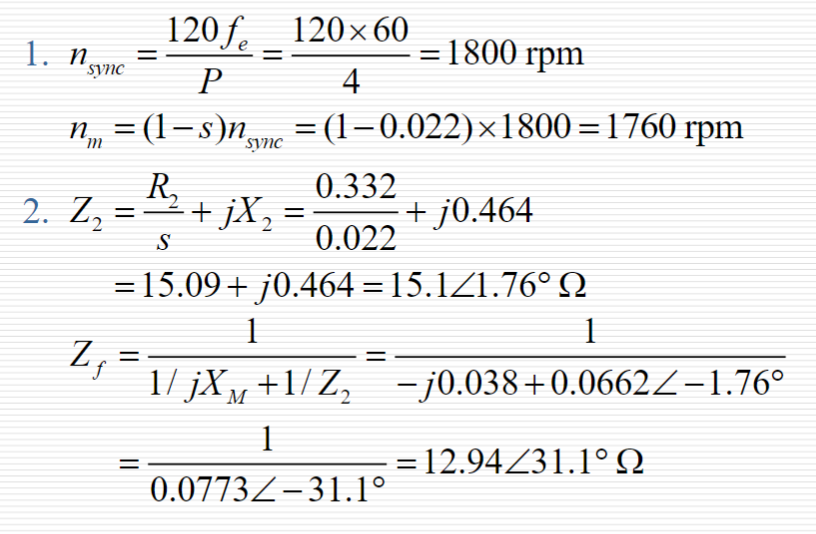 1. n_sync = 120f_e / P = 120×60 / 4 = 1800 rpm
n_m = (1−s)n_sync = (1−0.022)×1800 = 1760 rpm
2. Z_2 = R_2 / s + jX_2 = 0.332 / 0.022 + j0.464
= 15.09 + j0.464 = 15.1∠1.76° Ω
Z_f = 1 / (1/ jX_M +1/ Z_2) = 1 / (−j0.038+0.0662∠−1.76°)
= 1 / (0.0773∠−31.1°) = 12.94∠31.1° Ω